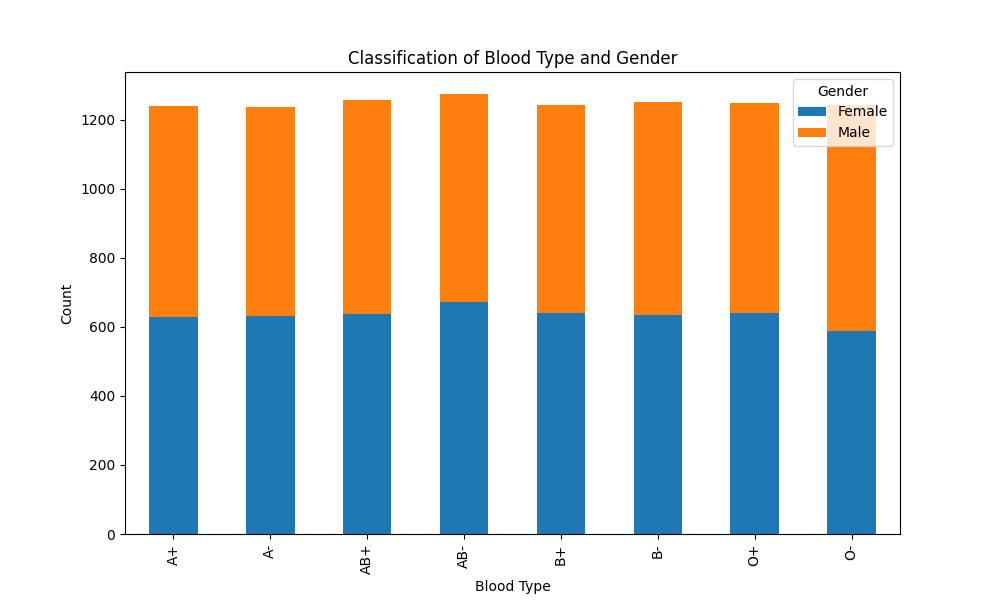 Classification of Blood Type and Gender
Gender
Female
Male
1200
1000
800
600
400
200
0
Count
A+
A-
AB+
AB-
B+
B-
O+
O-
Blood Type